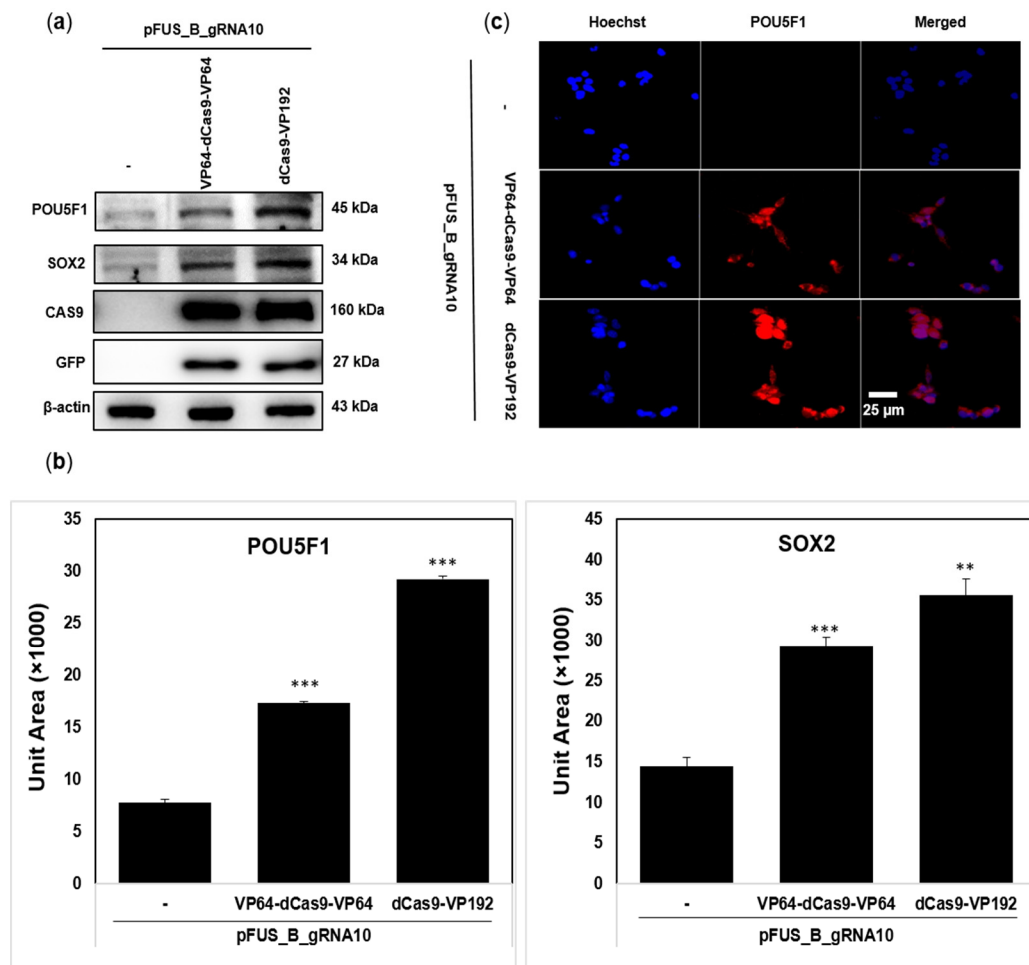 (a)
pFUS_B_gRNA10
-
VP64-dCas9-VP64
dCas9-VP192
POU5F1
45 kDa
SOX2
34 kDa
CAS9
160 kDa
GFP
27 kDa
β-actin
43 kDa
(c)
Hoechst
POU5F1
Merged
pFUS_B_gRNA10
-
VP64-dCas9-VP64
dCas9-VP192
25 µm
(b)
POU5F1
Unit Area (×1000)
35
30
25
20
15
10
5
0
***
***
-
VP64-dCas9-VP64
dCas9-VP192
pFUS_B_gRNA10
SOX2
Unit Area (×1000)
45
40
35
30
25
20
15
10
5
0
***
**
-
VP64-dCas9-VP64
dCas9-VP192
pFUS_B_gRNA10